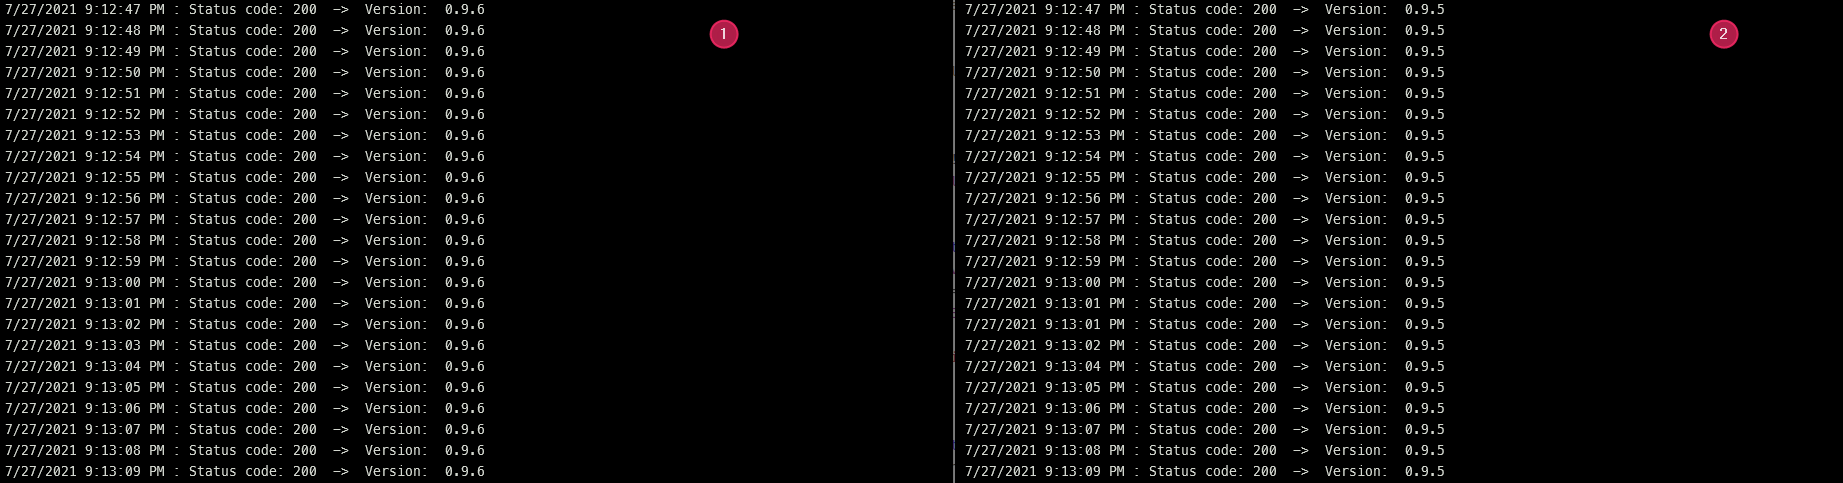 7/27/2021 9:12:47 PM : Status code: 200  —>  Version:  0.9.6
7/27/2021 9:12:48 PM : Status code: 200  —>  Version:  0.9.6
7/27/2021 9:12:49 PM : Status code: 200  —>  Version:  0.9.6
7/27/2021 9:12:50 PM : Status code: 200  —>  Version:  0.9.6
7/27/2021 9:12:51 PM : Status code: 200  —>  Version:  0.9.6
7/27/2021 9:12:52 PM : Status code: 200  —>  Version:  0.9.6
7/27/2021 9:12:53 PM : Status code: 200  —>  Version:  0.9.6
7/27/2021 9:12:54 PM : Status code: 200  —>  Version:  0.9.6
7/27/2021 9:12:55 PM : Status code: 200  —>  Version:  0.9.6
7/27/2021 9:12:56 PM : Status code: 200  —>  Version:  0.9.6
7/27/2021 9:12:57 PM : Status code: 200  —>  Version:  0.9.6
7/27/2021 9:12:58 PM : Status code: 200  —>  Version:  0.9.6
7/27/2021 9:12:59 PM : Status code: 200  —>  Version:  0.9.6
7/27/2021 9:13:00 PM : Status code: 200  —>  Version:  0.9.6
7/27/2021 9:13:01 PM : Status code: 200  —>  Version:  0.9.6
7/27/2021 9:13:02 PM : Status code: 200  —>  Version:  0.9.6
7/27/2021 9:13:03 PM : Status code: 200  —>  Version:  0.9.6
7/27/2021 9:13:04 PM : Status code: 200  —>  Version:  0.9.6
7/27/2021 9:13:05 PM : Status code: 200  —>  Version:  0.9.6
7/27/2021 9:13:06 PM : Status code: 200  —>  Version:  0.9.6
7/27/2021 9:13:07 PM : Status code: 200  —>  Version:  0.9.6
7/27/2021 9:13:08 PM : Status code: 200  —>  Version:  0.9.6
7/27/2021 9:13:09 PM : Status code: 200  —>  Version:  0.9.6
1
7/27/2021 9:12:47 PM : Status code: 200  —>  Version:  0.9.5
7/27/2021 9:12:48 PM : Status code: 200  —>  Version:  0.9.5
7/27/2021 9:12:49 PM : Status code: 200  —>  Version:  0.9.5
7/27/2021 9:12:50 PM : Status code: 200  —>  Version:  0.9.5
7/27/2021 9:12:51 PM : Status code: 200  —>  Version:  0.9.5
7/27/2021 9:12:52 PM : Status code: 200  —>  Version:  0.9.5
7/27/2021 9:12:53 PM : Status code: 200  —>  Version:  0.9.5
7/27/2021 9:12:54 PM : Status code: 200  —>  Version:  0.9.5
7/27/2021 9:12:55 PM : Status code: 200  —>  Version:  0.9.5
7/27/2021 9:12:56 PM : Status code: 200  —>  Version:  0.9.5
7/27/2021 9:12:57 PM : Status code: 200  —>  Version:  0.9.5
7/27/2021 9:12:58 PM : Status code: 200  —>  Version:  0.9.5
7/27/2021 9:12:59 PM : Status code: 200  —>  Version:  0.9.5
7/27/2021 9:13:00 PM : Status code: 200  —>  Version:  0.9.5
7/27/2021 9:13:01 PM : Status code: 200  —>  Version:  0.9.5
7/27/2021 9:13:01 PM : Status code: 200  —>  Version:  0.9.5
7/27/2021 9:13:02 PM : Status code: 200  —>  Version:  0.9.5
7/27/2021 9:13:04 PM : Status code: 200  —>  Version:  0.9.5
7/27/2021 9:13:05 PM : Status code: 200  —>  Version:  0.9.5
7/27/2021 9:13:06 PM : Status code: 200  —>  Version:  0.9.5
7/27/2021 9:13:07 PM : Status code: 200  —>  Version:  0.9.5
7/27/2021 9:13:08 PM : Status code: 200  —>  Version:  0.9.5
7/27/2021 9:13:09 PM : Status code: 200  —>  Version:  0.9.5
2